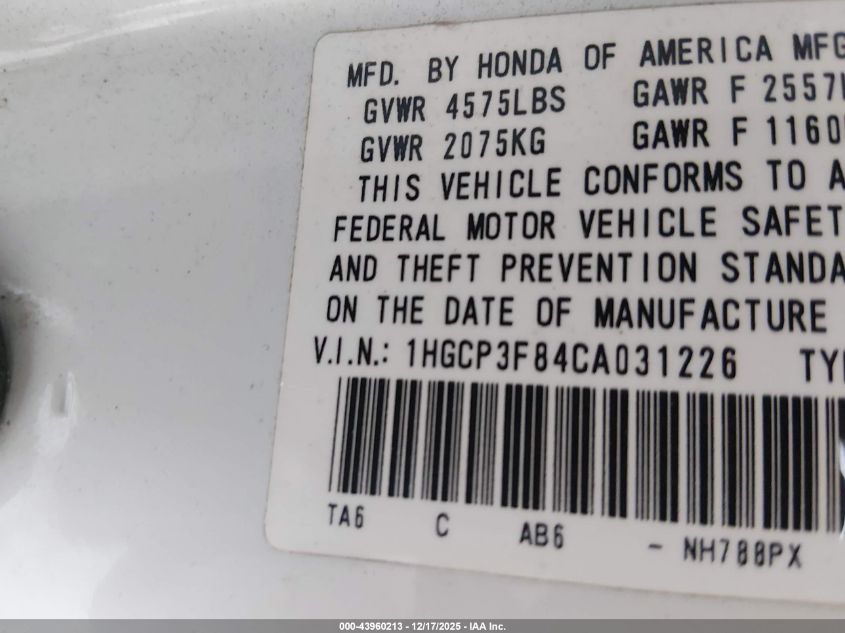 MFD. BY HONDA OF AMERICA MFG
GVWR 4575LBS GAWR F 2557
GVWR 2075KG GAWR F 1160
THIS VEHICLE CONFORMS TO A
FEDERAL MOTOR VEHICLE SAFET
AND THEFT PREVENTION STANDA
ON THE DATE OF MANUFACTURE
V.I.N.: 1HGCP3F84CA031226 TY
TA6 C AB6 - NH788PX
000-43960213 - 12/17/2025 - IAA Inc.